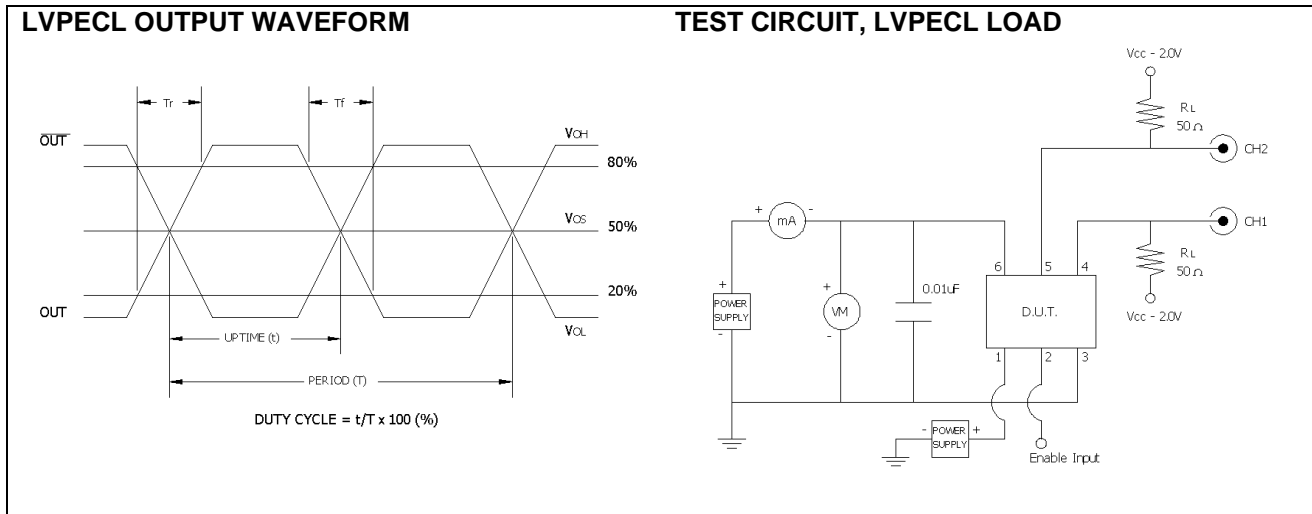 LVPECL OUTPUT WAVEFORM
Tr
Tf
OUT
VOH
80%
VOS
50%
20%
OUT
VOL
UPTIME (t)
PERIOD (T)
DUTY CYCLE = t/T x 100 (%)
TEST CIRCUIT, LVPECL LOAD
Vcc - 2.0V
RL
50Ω
CH2
+
mA
-
CH1
6
5
4
RL
50Ω
+
POWER
SUPPLY
-
+
VM
-
0.01uF
D.U.T.
Vcc - 2.0V
1
2
3
-
POWER
SUPPLY
+
Enable Input